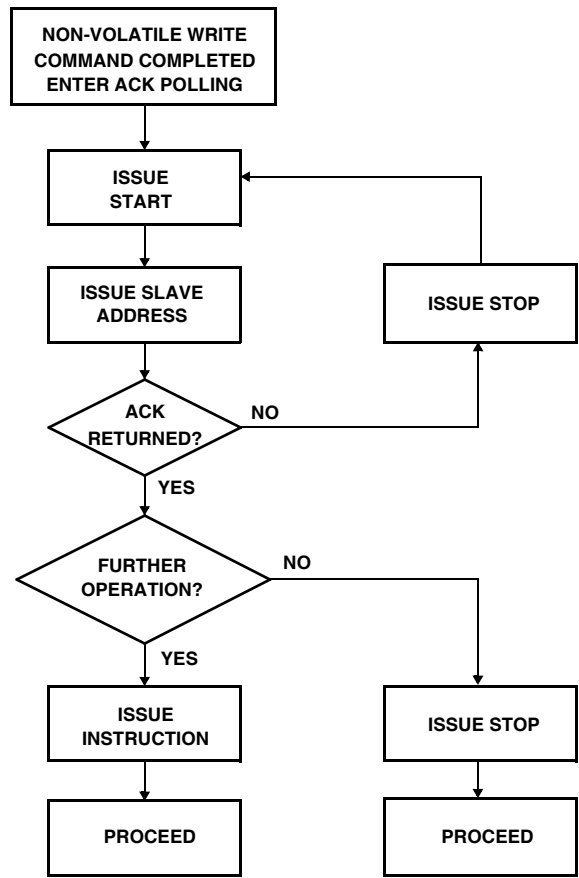 NON-VOLATILE WRITE
COMMAND COMPLETED
ENTER ACK POLLING
ISSUE
START
ISSUE SLAVE
ADDRESS
ISSUE STOP
ACK
RETURNED?
NO
YES
FURTHER
OPERATION?
NO
YES
ISSUE
INSTRUCTION
ISSUE STOP
PROCEED
PROCEED